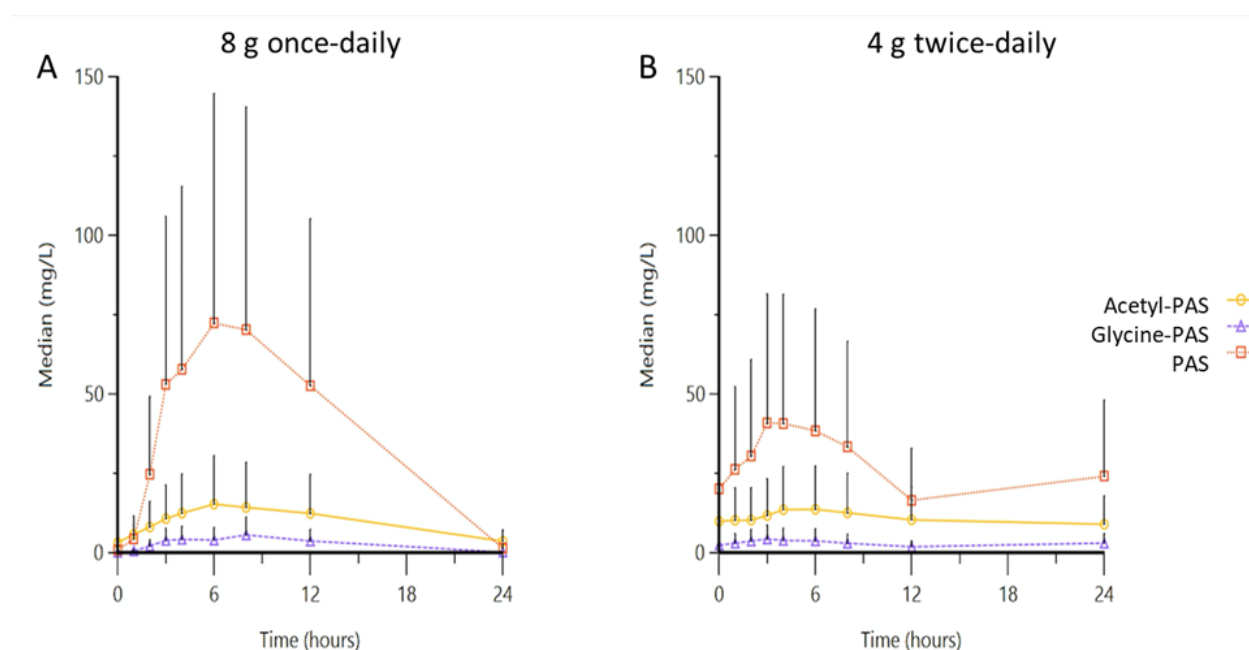 A
8 g once-daily
150
100
50
0
Median (mg/L)
0 6 12 18 24
Time (hours)
B
4 g twice-daily
150
100
50
0
Median (mg/L)
0 6 12 18 24
Time (hours)
Acetyl-PAS
Glycine-PAS
PAS